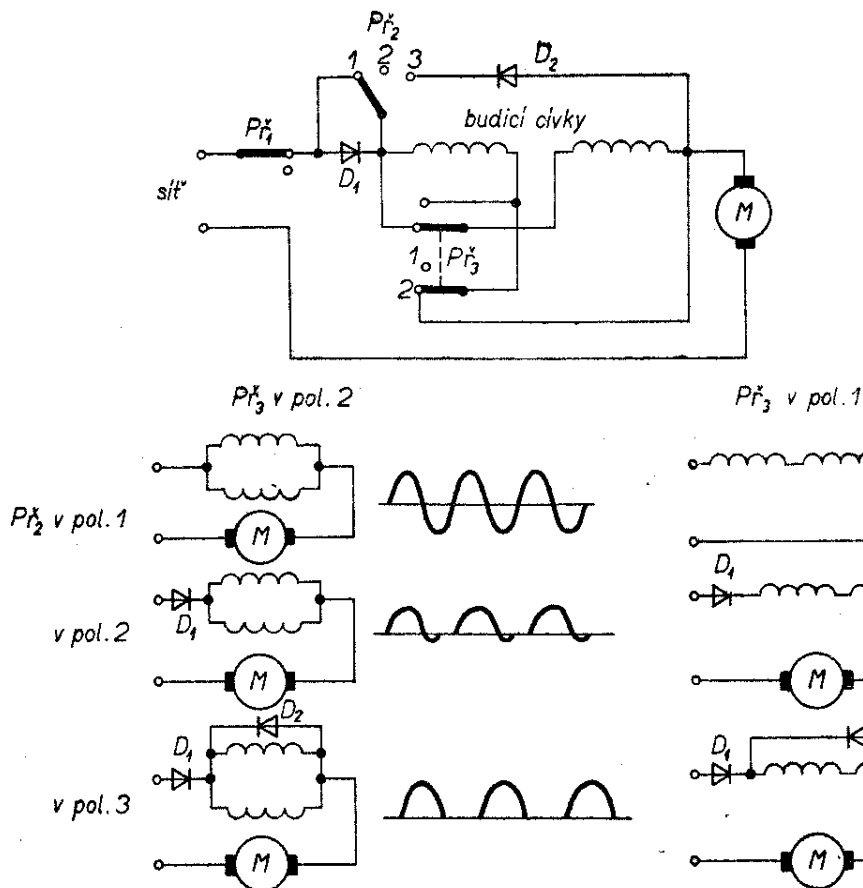 Př₂
1 2 3
D₂
Př₁
D₁
budicí cívky
síť
M
1
Př₃
2
Př₃ v pol. 2
Př₃ v pol. 1
Př₂ v pol. 1
M
D₁
D₁
v pol. 2
M
M
D₂
D₁
D₁
v pol. 3
M
M